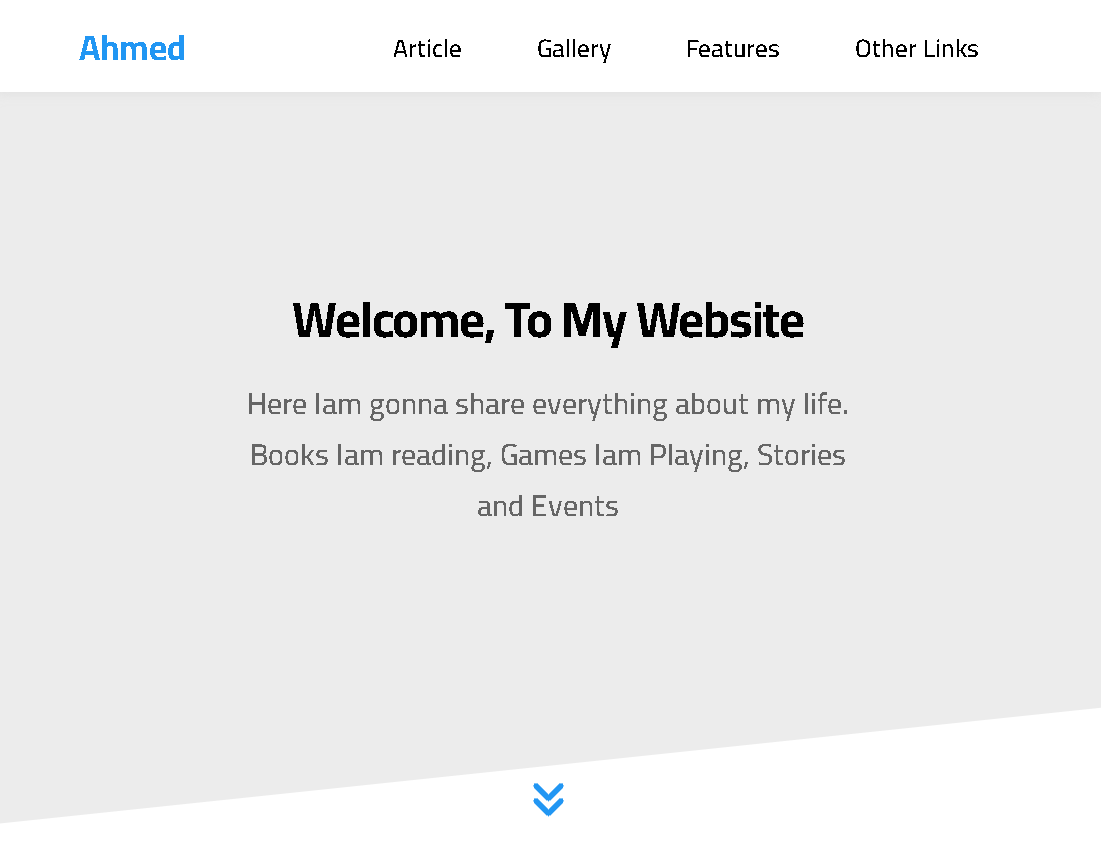 Ahmed
Article
Gallery
Features
Other Links
Welcome, To My Website
Here Iam gonna share everything about my life.
Books Iam reading, Games Iam Playing, Stories
and Events